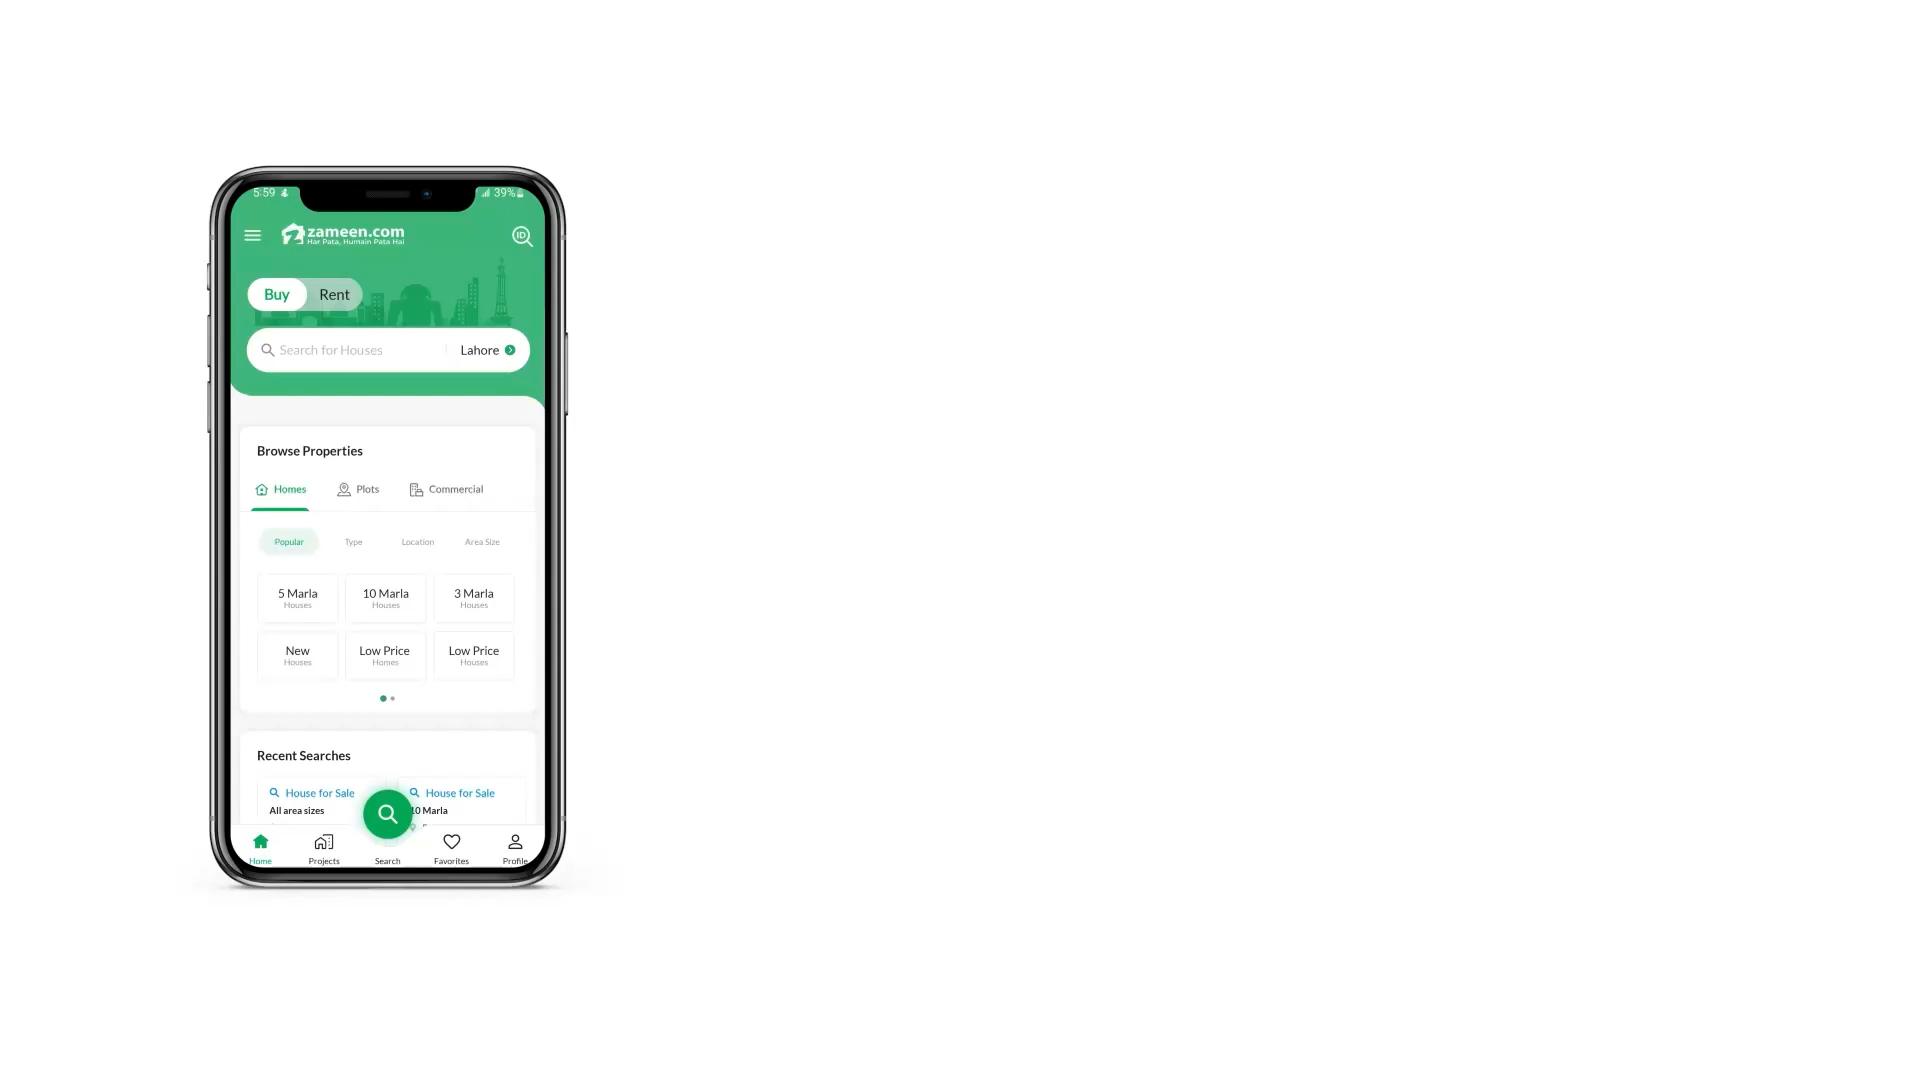 5:59 39%
zameen.com
Har Pata, Humain Pata Hai
ID
Buy Rent
Search for Houses Lahore
Browse Properties
Homes Plots Commercial
Popular Type Location Area Size
5 Marla 10 Marla 3 Marla
Houses Houses Houses
New Low Price Low Price
Houses Homes Houses
Recent Searches
House for Sale House for Sale
All area sizes 10 Marla
Home Projects Search Favorites Profile